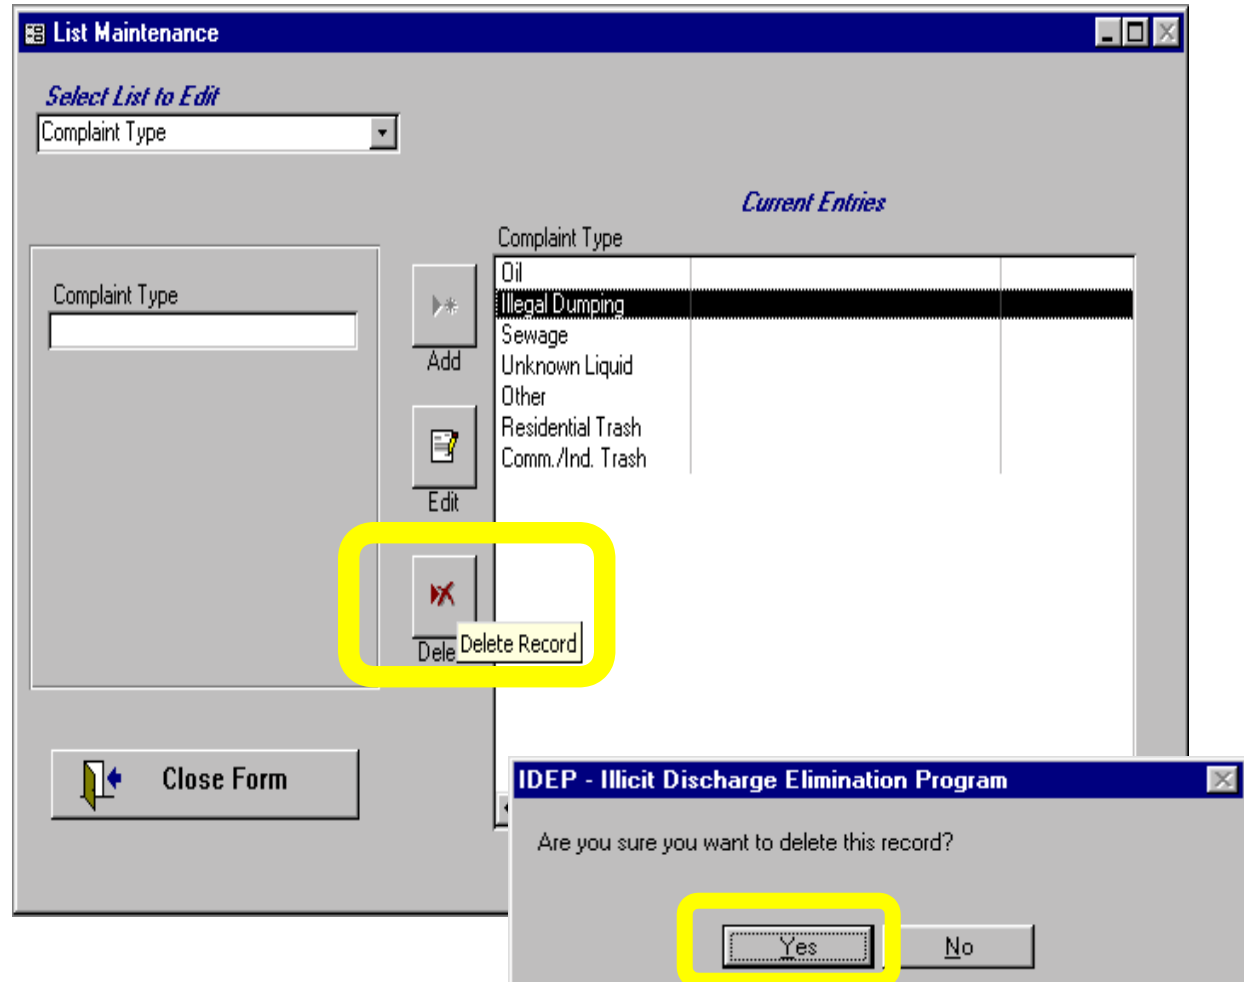 List Maintenance
Select List to Edit
Complaint Type
Current Entries
Complaint Type
Complaint Type
Oil
Illegal Dumping
Sewage
Unknown Liquid
Other
Residential Trash
Comm./Ind. Trash
Add
Edit
Delete Record
Dele
Close Form
IDEP - Illicit Discharge Elimination Program
Are you sure you want to delete this record?
Yes No